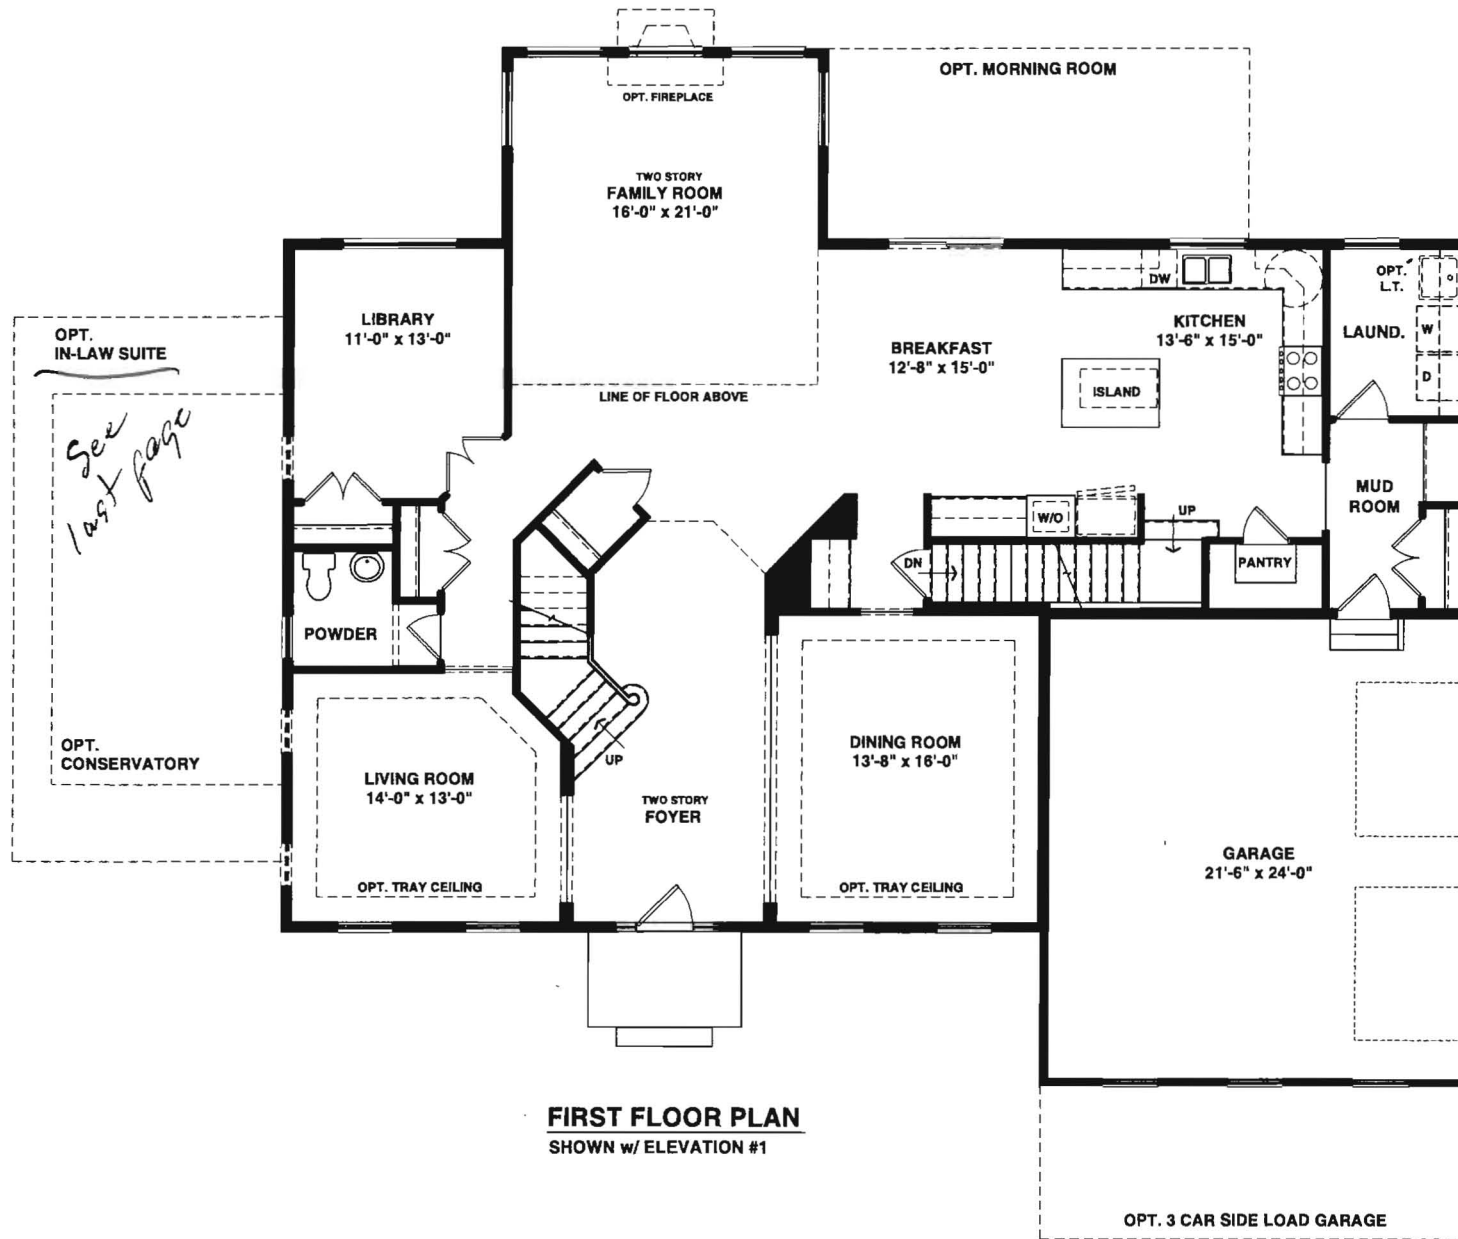 OPT. MORNING ROOM
OPT. FIREPLACE
TWO STORY
FAMILY ROOM
16'-0" x 21'-0"
LIBRARY
11'-0" x 13'-0"
OPT.
IN-LAW SUITE
See
last page
LINE OF FLOOR ABOVE
BREAKFAST
12'-8" x 15'-0"
DW
KITCHEN
13'-6" x 15'-0"
ISLAND
OPT.
L.T.
LAUND.
W
D
MUD
ROOM
W/O
UP
DN
PANTRY
POWDER
OPT.
CONSERVATORY
LIVING ROOM
14'-0" x 13'-0"
OPT. TRAY CEILING
UP
TWO STORY
FOYER
DINING ROOM
13'-8" x 16'-0"
OPT. TRAY CEILING
GARAGE
21'-6" x 24'-0"
FIRST FLOOR PLAN
SHOWN w/ ELEVATION #1
OPT. 3 CAR SIDE LOAD GARAGE